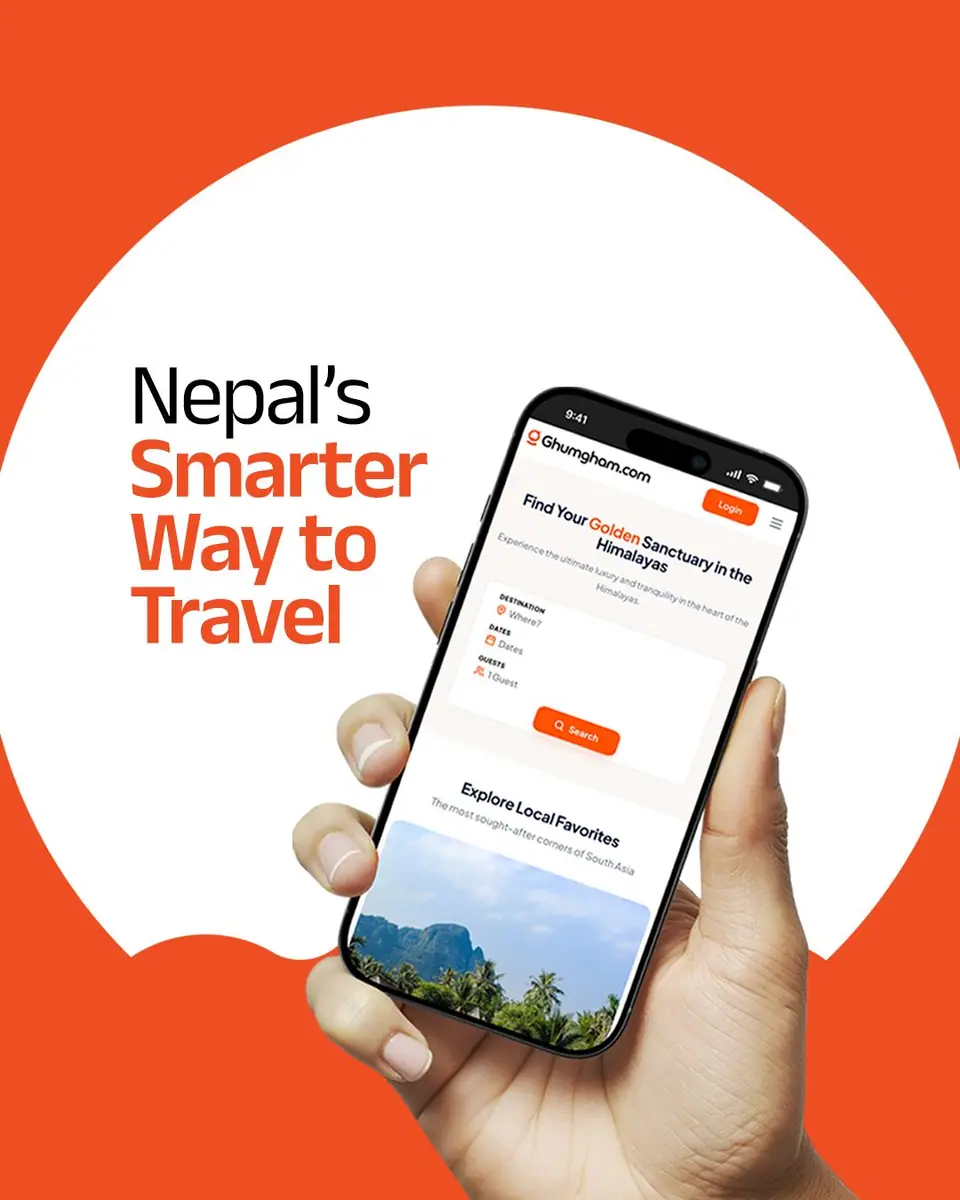 Nepal’s
Smarter
Way to
Travel
9:41
Ghumgham.com
Login
Find Your Golden Sanctuary in the
Himalayas
Experience the ultimate luxury and tranquility in the heart of the
Himalayas.
DESTINATION
Where?
DATES
Dates
GUESTS
1 Guest
Search
Explore Local Favorites
The most sought-after corners of South Asia